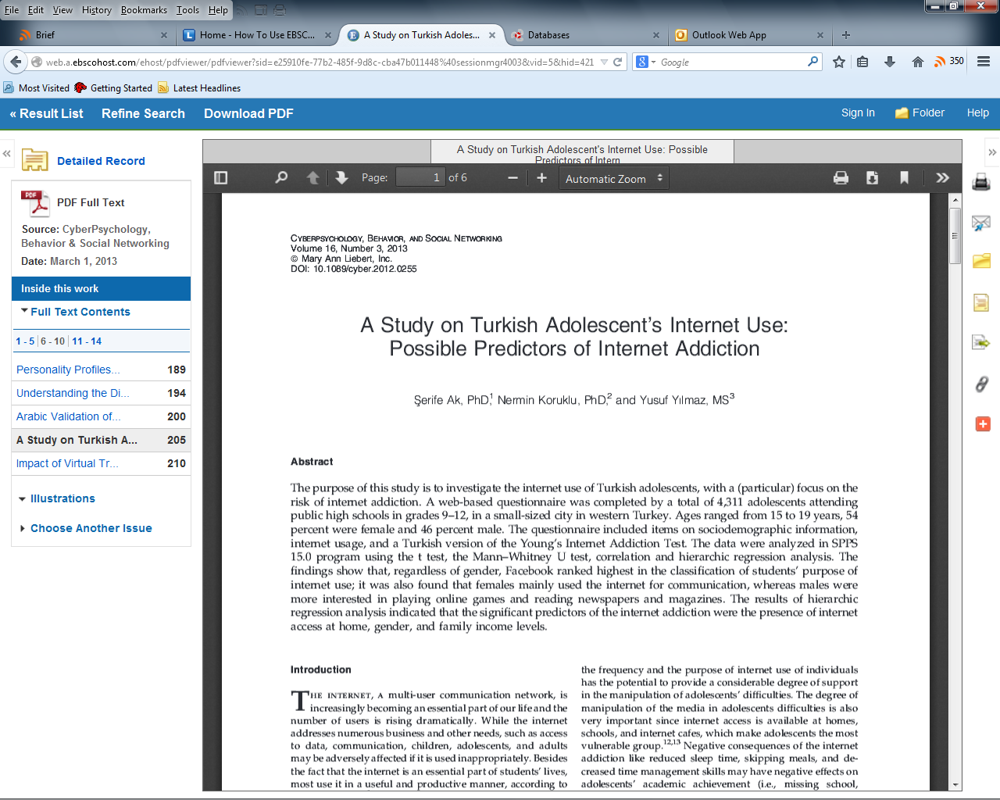 File Edit View History Bookmarks Tools Help
Brief
Home - How To Use EBSC...
A Study on Turkish Adoles...
Databases
Outlook Web App
web.a.ebscohost.com/ehost/pdfviewer/pdfviewer?sid=e25910fe-77b2-485f-9d8c-cba47b011448%40sessionmgr4003&vid=5&hid=421
Google
350
Most Visited Getting Started Latest Headlines
« Result List Refine Search Download PDF Sign In Folder Help
Detailed Record
PDF Full Text
Source: CyberPsychology,
Behavior & Social Networking
Date: March 1, 2013
Inside this work
Full Text Contents
1 - 5 6 - 10 11 - 14
Personality Profiles... 189
Understanding the Di... 194
Arabic Validation of... 200
A Study on Turkish A... 205
Impact of Virtual Tr... 210
Illustrations
Choose Another Issue
A Study on Turkish Adolescent's Internet Use: Possible
Predictors of Intern
Page: 1 of 6
Automatic Zoom
CYBERPSYCHOLOGY, BEHAVIOR, AND SOCIAL NETWORKING
Volume 16, Number 3, 2013
© Mary Ann Liebert, Inc.
DOI: 10.1089/cyber.2012.0255
A Study on Turkish Adolescent's Internet Use:
Possible Predictors of Internet Addiction
Şerife Ak, PhD,1 Nermin Koruklu, PhD,2 and Yusuf Yılmaz, MS3
Abstract
The purpose of this study is to investigate the internet use of Turkish adolescents, with a (particular) focus on the
risk of internet addiction. A web-based questionnaire was completed by a total of 4,311 adolescents attending
public high schools in grades 9–12, in a small-sized city in western Turkey. Ages ranged from 15 to 19 years, 54
percent were female and 46 percent male. The questionnaire included items on sociodemographic information,
internet usage, and a Turkish version of the Young's Internet Addiction Test. The data were analyzed in SPPS
15.0 program using the t test, the Mann–Whitney U test, correlation and hierarchic regression analysis. The
findings show that, regardless of gender, Facebook ranked highest in the classification of students' purpose of
internet use; it was also found that females mainly used the internet for communication, whereas males were
more interested in playing online games and reading newspapers and magazines. The results of hierarchic
regression analysis indicated that the significant predictors of the internet addiction were the presence of internet
access at home, gender, and family income levels.
Introduction
THE INTERNET, A multi-user communication network, is
increasingly becoming an essential part of our life and the
number of users is rising dramatically. While the internet
addresses numerous business and other needs, such as access
to data, communication, children, adolescents, and adults
may be adversely affected if it is used inappropriately. Besides
the fact that the internet is an essential part of students' lives,
most use it in a useful and productive manner, according to
the frequency and the purpose of internet use of individuals
has the potential to provide a considerable degree of support
in the manipulation of adolescents' difficulties. The degree of
manipulation of the media in adolescents difficulties is also
very important since internet access is available at homes,
schools, and internet cafes, which make adolescents the most
vulnerable group.12,13 Negative consequences of the internet
addiction like reduced sleep time, skipping meals, and de-
creased time management skills may have negative effects on
adolescents' academic achievement (i.e., missing school,